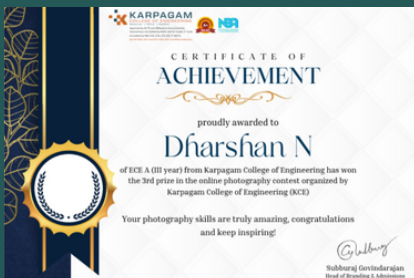 KARPAGAM
COLLEGE OF ENGINEERING
NBA
CERTIFICATE OF
ACHIEVEMENT
proudly awarded to
Dharshan N
of ECE A (III year) from Karpagam College of Engineering has won
the 3rd prize in the online photography contest organized by
Karpagam College of Engineering (KCE)
Your photography skills are truly amazing, congratulations
and keep inspiring!
Subburaj Govindarajan
Head of Branding & Admissions